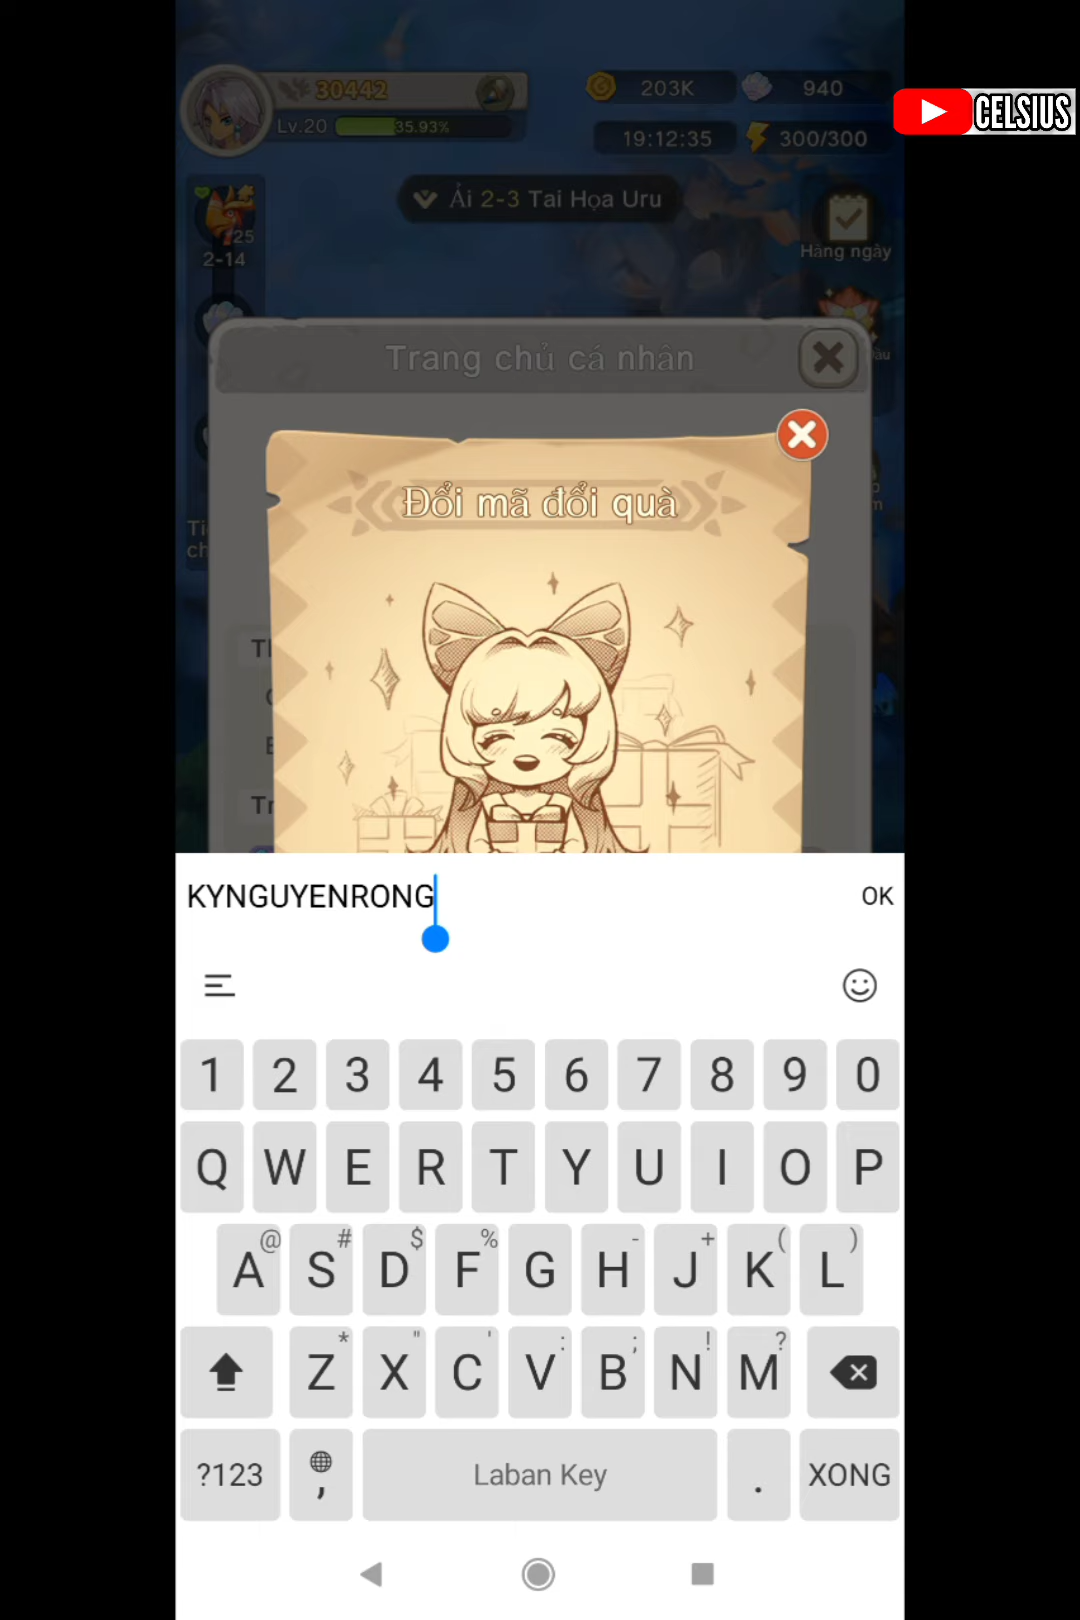 30442
203K
940
CELSIUS
Lv.20
35.93%
19:12:35
300/300
Ải 2-3 Tai Họa Uru
25
2-14
Hằng ngày
Trang chủ cá nhân
Đổi mã đổi quà
KYNGUYENRONG
OK
1 2 3 4 5 6 7 8 9 0
Q W E R T Y U I O P
@ # $ % - + ( )
A S D F G H J K L
* " ' : ; ! ?
Z X C V B N M
?123 , Laban Key . XONG